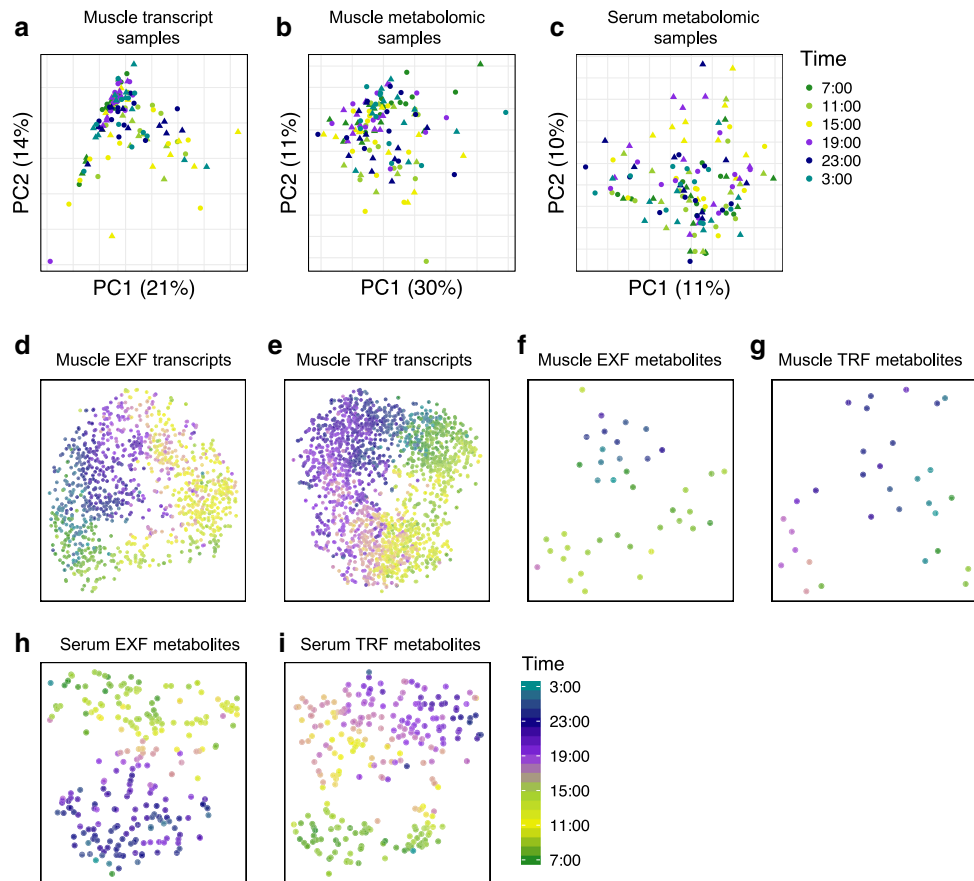 a
Muscle transcript
samples
PC2 (14%)
PC1 (21%)
b
Muscle metabolomic
samples
PC2 (11%)
PC1 (30%)
c
Serum metabolomic
samples
PC2 (10%)
PC1 (11%)
Time
7:00
11:00
15:00
19:00
23:00
3:00
d
Muscle EXF transcripts
e
Muscle TRF transcripts
f
Muscle EXF metabolites
g
Muscle TRF metabolites
h
Serum EXF metabolites
i
Serum TRF metabolites
Time
3:00
23:00
19:00
15:00
11:00
7:00